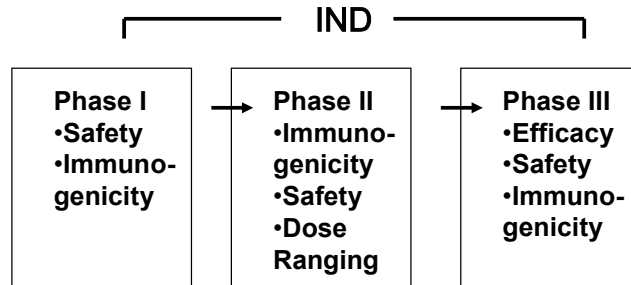 IND
Phase I
•Safety
•Immuno-
genicity
Phase II
•Immuno-
genicity
•Safety
•Dose
Ranging
Phase III
•Efficacy
•Safety
•Immuno-
genicity